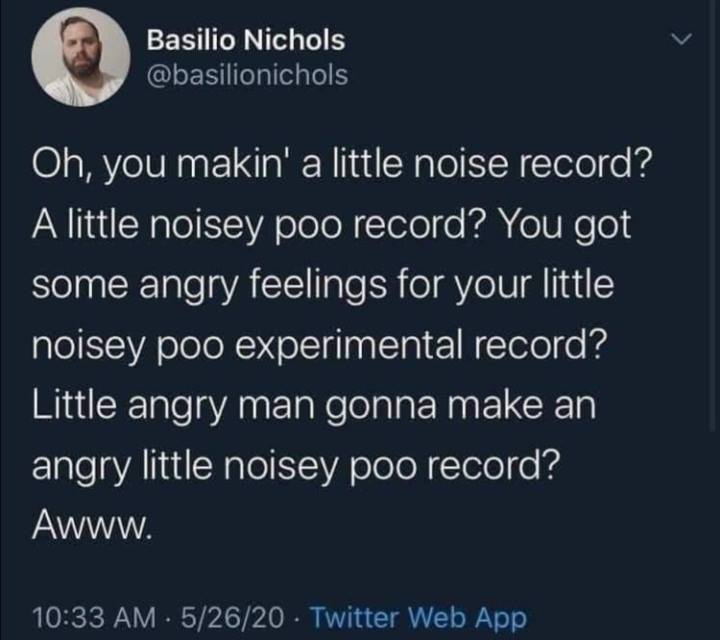 Basilio Nichols
@basilionichols
Oh, you makin' a little noise record?
A little noisey poo record? You got
some angry feelings for your little
noisey poo experimental record?
Little angry man gonna make an
angry little noisey poo record?
Awww.
10:33 AM · 5/26/20 · Twitter Web App